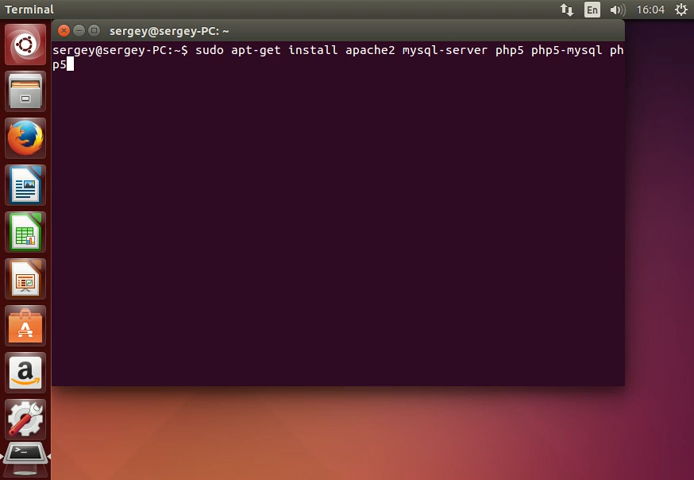 Terminal
En
16:04
sergey@sergey-PC: ~
sergey@sergey-PC:~$ sudo apt-get install apache2 mysql-server php5 php5-mysql ph
p5